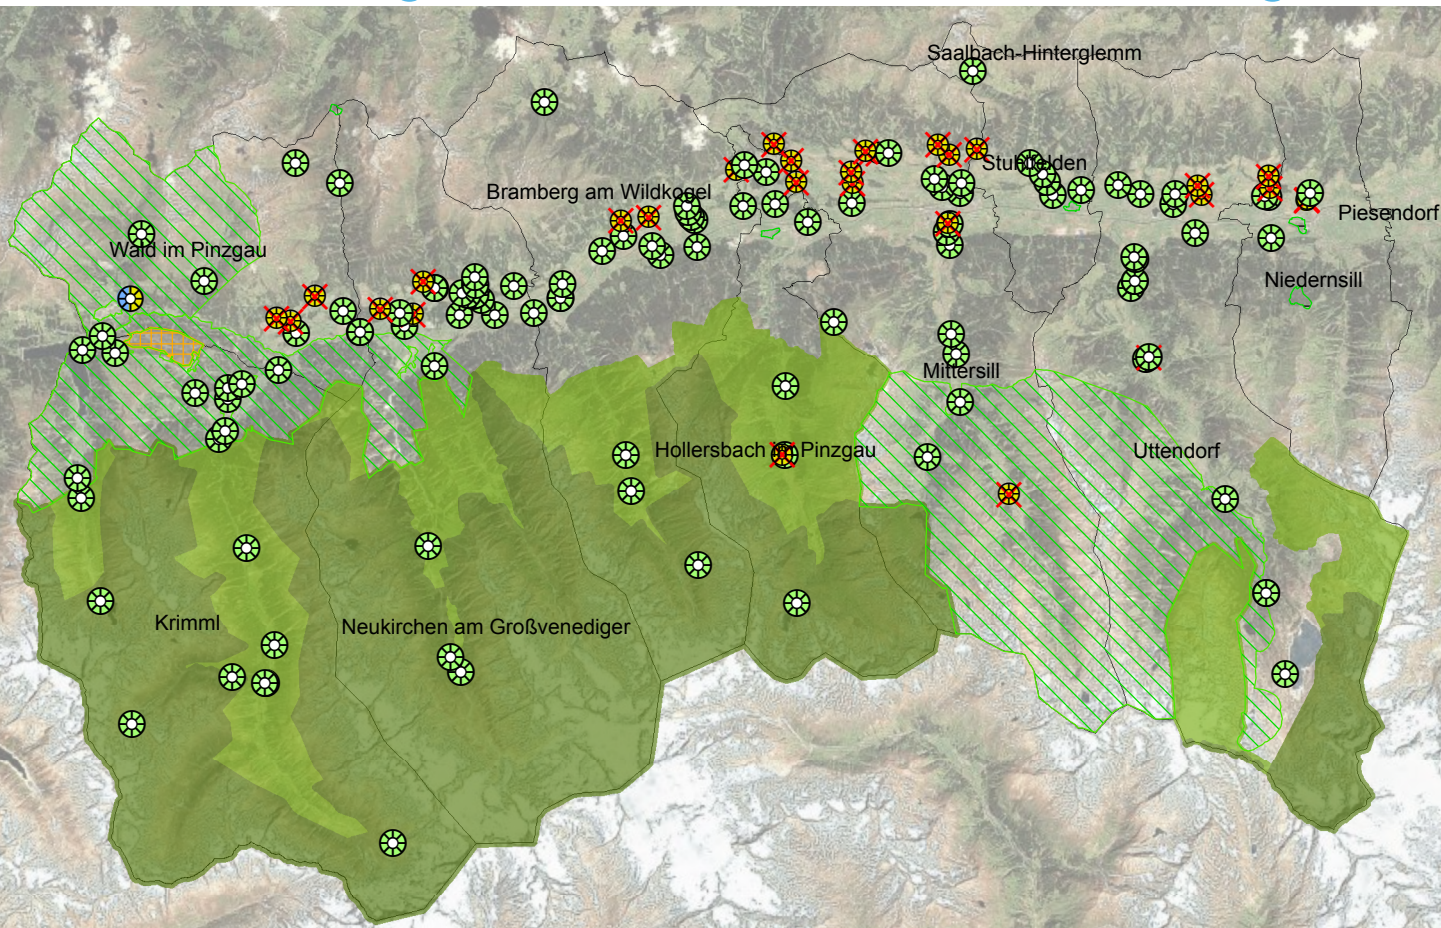 Saalbach-Hinterglemm
Stuhlfelden
Bramberg am Wildkogel
Piesendorf
Wald im Pinzgau
Niedernsill
Mittersill
Hollersbach im Pinzgau
Uttendorf
Krimml
Neukirchen am Großvenediger